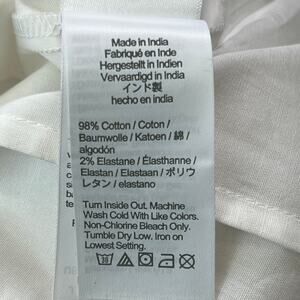 Made in India
Fabriqué en Inde
Hergestellt in Indien
Vervaardigd in India
インド製
hecho en india
98% Cotton / Coton /
Baumwolle / Katoen / 綿 /
algodón
2% Elastane / Élasthanne /
Elastan / Elastaan / ポリウ
レタン / elastano
Turn Inside Out. Machine
Wash Cold With Like Colors.
Non-Chlorine Bleach Only.
Tumble Dry Low. Iron on
Lowest Setting.